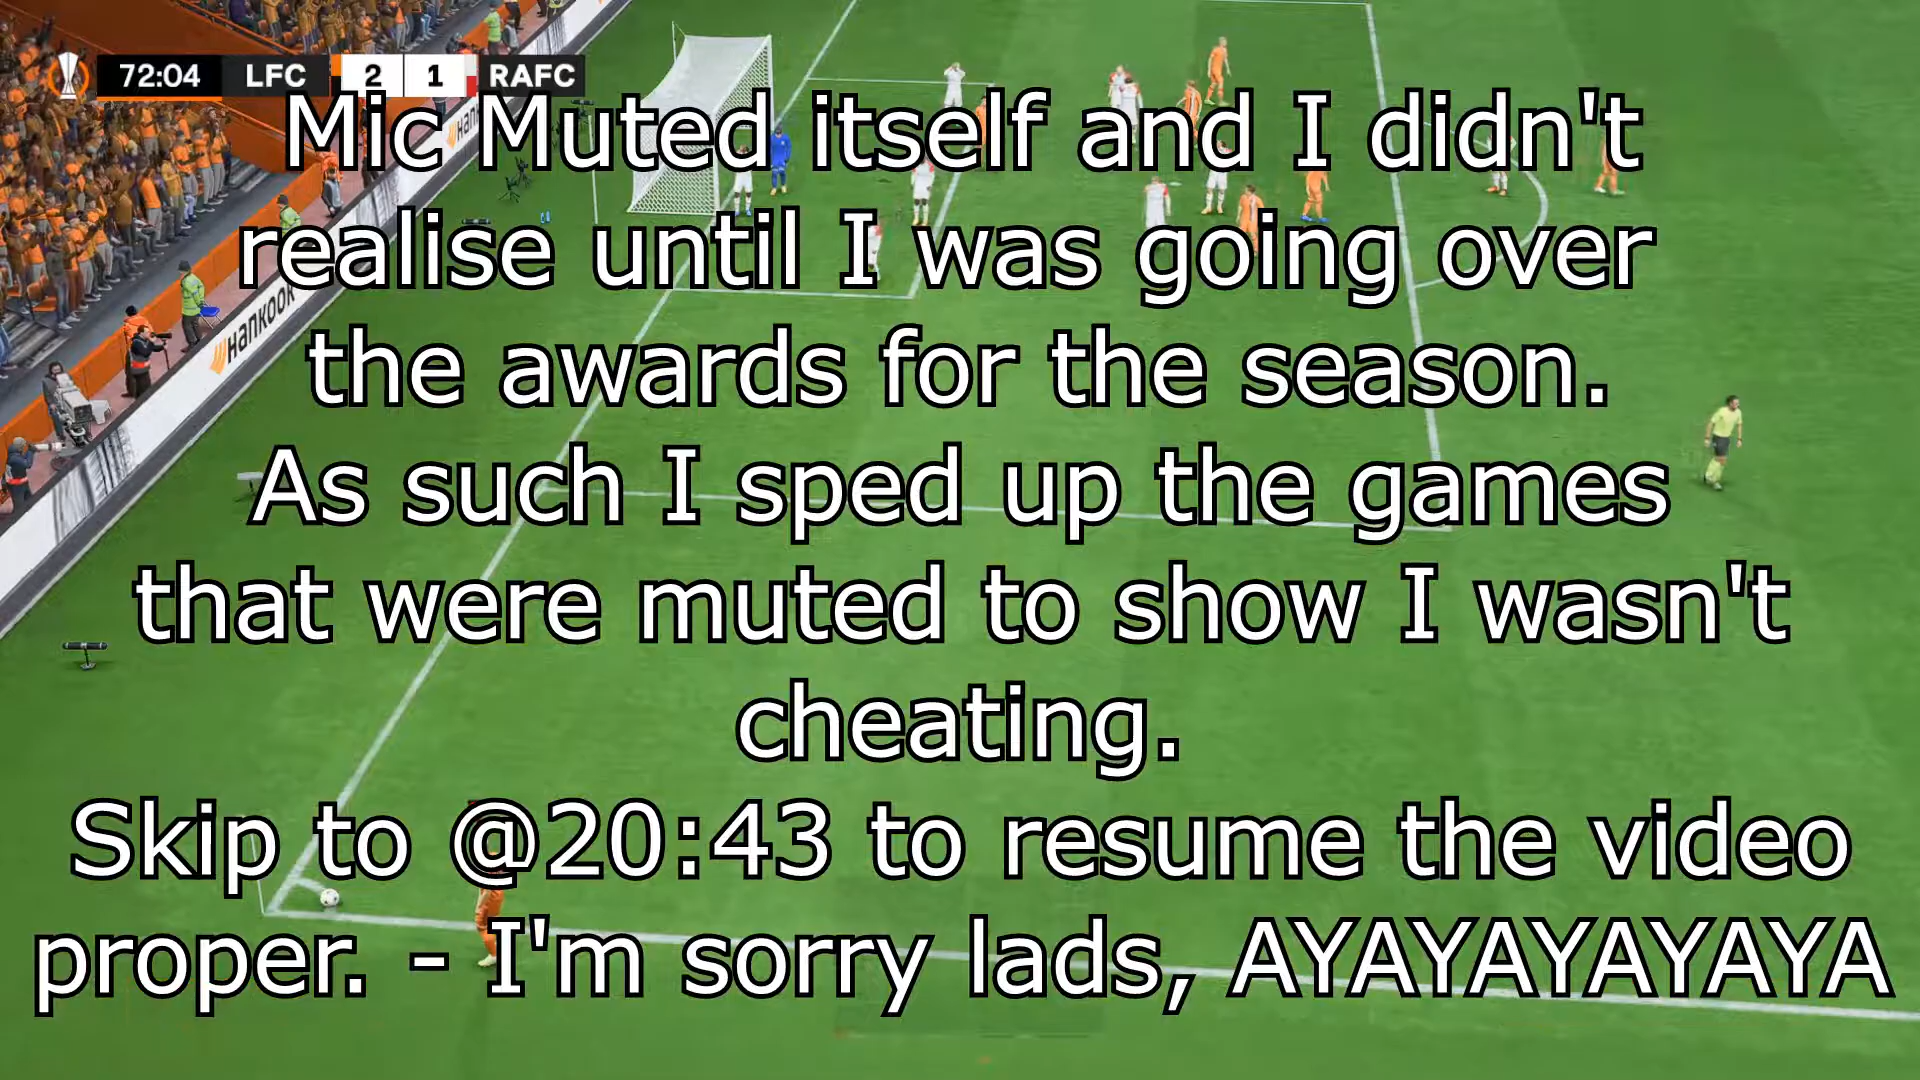 72:04 LFC 2 1 RAFC
Mic Muted itself and I didn't
realise until I was going over
the awards for the season.
As such I sped up the games
that were muted to show I wasn't
cheating.
Skip to @20:43 to resume the video
proper. - I'm sorry lads, AYAYAYAYAYA
Han
HANKOOK